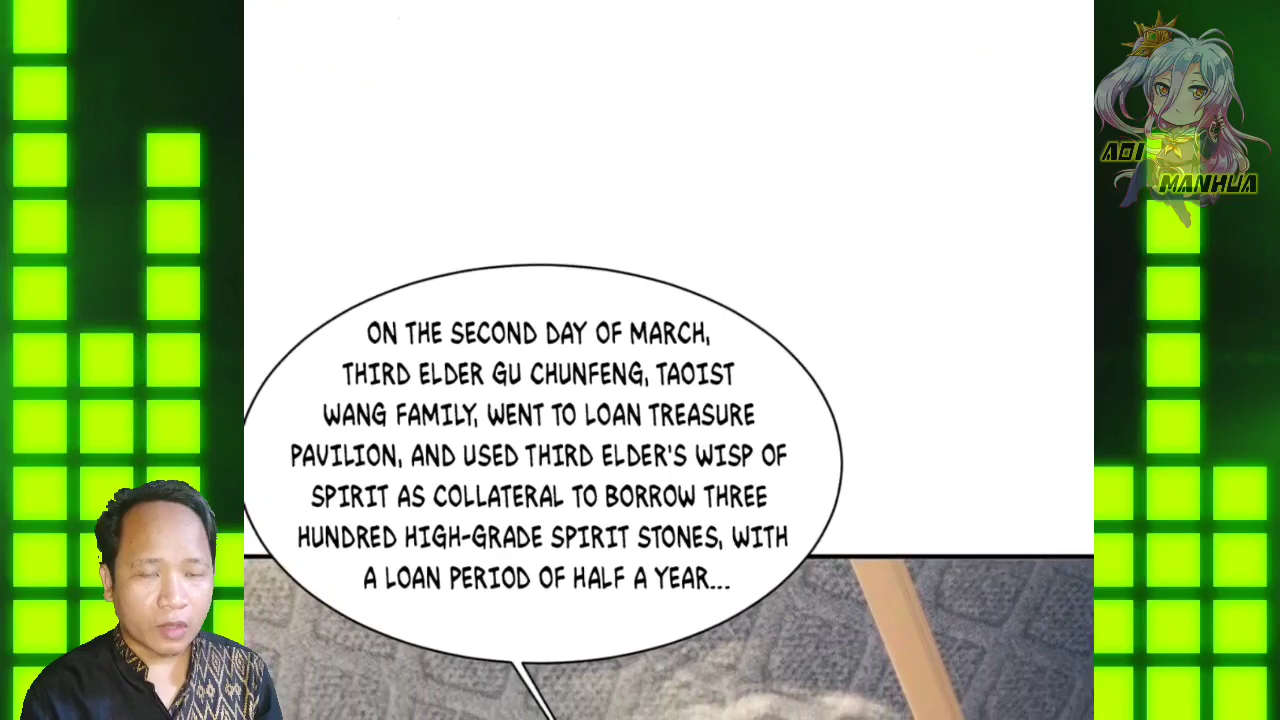 ON THE SECOND DAY OF MARCH,
THIRD ELDER GU CHUNFENG, TAOIST
WANG FAMILY, WENT TO LOAN TREASURE
PAVILION, AND USED THIRD ELDER'S WISP OF
SPIRIT AS COLLATERAL TO BORROW THREE
HUNDRED HIGH-GRADE SPIRIT STONES, WITH
A LOAN PERIOD OF HALF A YEAR...
AOI
MANHUA